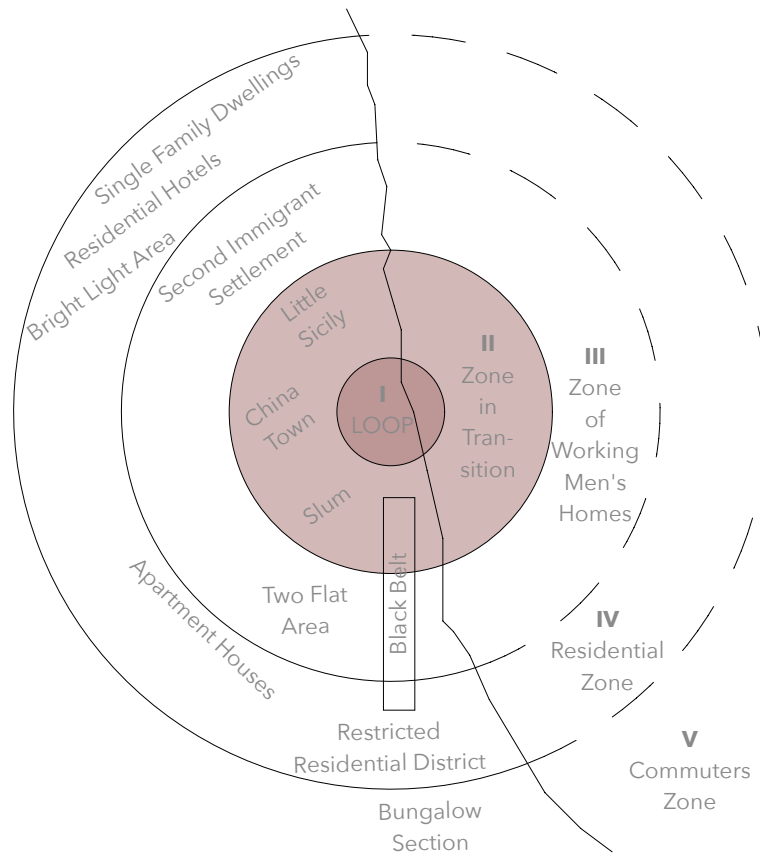 Single Family Dwellings
Residential Hotels
Bright Light Area
Second Immigrant
Settlement
Little
Sicily
China
Town
Slum
I
LOOP
II
Zone
in
Tran-
sition
III
Zone
of
Working
Men's
Homes
Black Belt
Two Flat
Area
Apartment Houses
IV
Residential
Zone
Restricted
Residential District
V
Commuters
Zone
Bungalow
Section